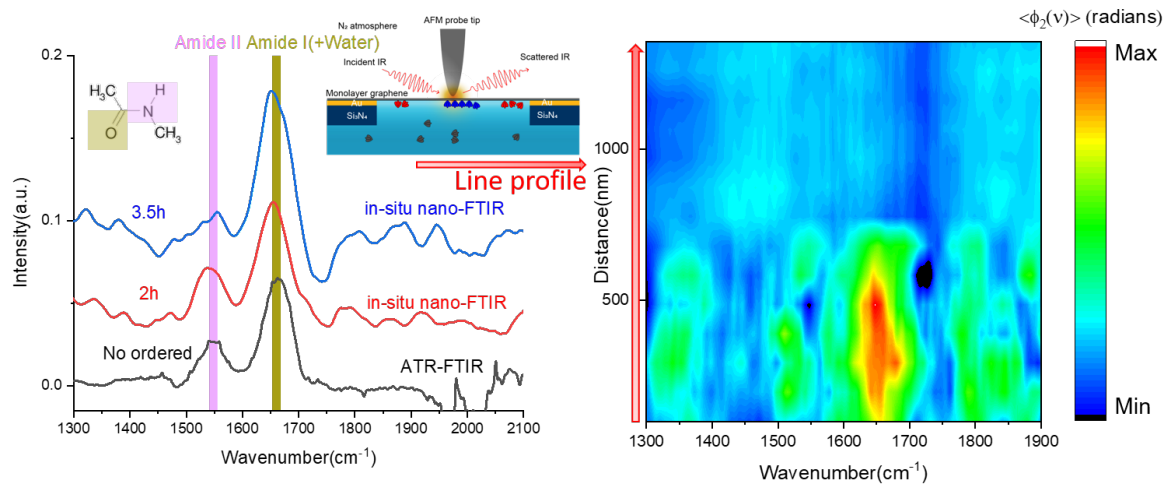 Amide II
Amide I(+Water)
H₃C
H
N
O
CH₃
N₂ atmosphere
AFM probe tip
Incident IR
Scattered IR
Monolayer graphene
Au
Au
Si₃N₄
Si₃N₄
Line profile
3.5h
in-situ nano-FTIR
2h
in-situ nano-FTIR
No ordered
ATR-FTIR
Intensity(a.u.)
0.2
0.1
0.0
1300 1400 1500 1600 1700 1800 1900 2000 2100
Wavenumber(cm⁻¹)
<ϕ₂(ν)> (radians)
Max
Min
Distance(nm)
1000
500
1300 1400 1500 1600 1700 1800 1900
Wavenumber(cm⁻¹)